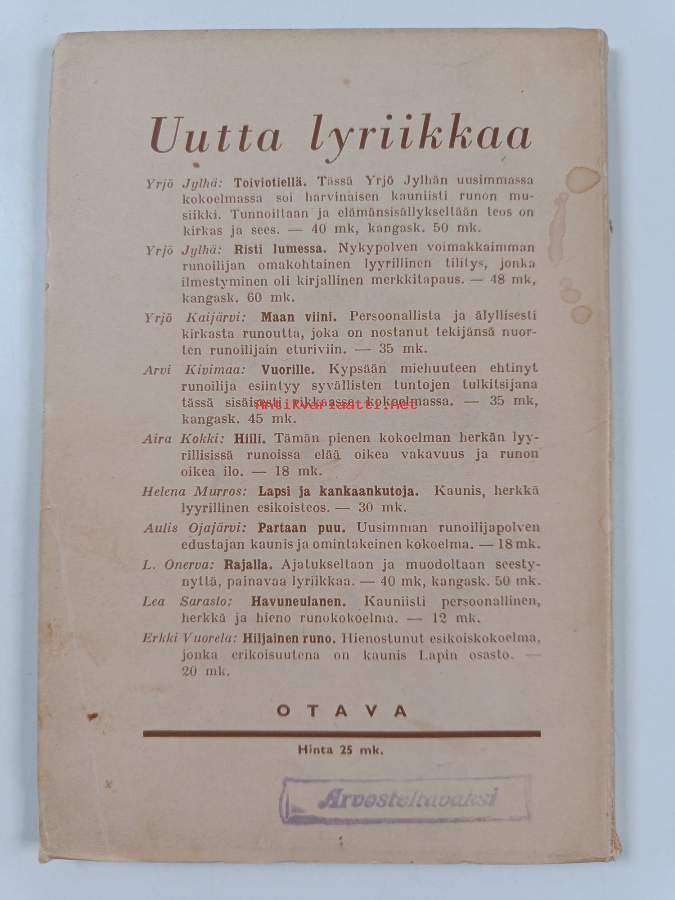 Uutta lyriikkaa
Yrjö Jylhä: Toiviotiellä. Tässä Yrjö Jylhän uusimmassa
kokoelmassa soi harvinaisen kauniisti runon mu-
siikki. Tunnoiltaan ja elämänsisällykseltään teos on
kirkas ja sees. — 40 mk, kangask. 50 mk.
Yrjö Jylhä: Risti lumessa. Nykypolven voimakkaimman
runoilijan omakohtainen lyyrillinen tilitys, jonka
ilmestyminen oli kirjallinen merkkitapaus. — 48 mk,
kangask. 60 mk.
Yrjö Kaijärvi: Maan viini. Persoonallista ja älyllisesti
kirkasta runoutta, joka on nostanut tekijänsä nuor-
ten runoilijain eturiviin. — 35 mk.
Arvi Kivimaa: Vuorille. Kypsään miehuuteen ehtinyt
runoilija esiintyy syvällisten tuntojen tulkitsijana
tässä sisäisesti rikkaassa kokoelmassa. — 35 mk,
Antikvariaatti.net
kangask. 45 mk.
Aira Kokki: Hiili. Tämän pienen kokoelman herkän lyy-
rillisissä runoissa elää oikea vakavuus ja runon
oikea ilo. — 18 mk.
Helena Murros: Lapsi ja kankaankutoja. Kaunis, herkkä
lyyrillinen esikoisteos. — 30 mk.
Aulis Ojajärvi: Partaan puu. Uusimman runoilijapolven
edustajan kaunis ja omintakeinen kokoelma. — 18 mk.
L. Onerva: Rajalla. Ajatukseltaan ja muodoltaan seesty-
nyttä, painavaa lyriikkaa. — 40 mk, kangask. 50 mk.
Lea Sarasto: Havuneulanen. Kauniisti persoonallinen,
herkkä ja hieno runokokoelma. — 12 mk.
Erkki Vuorela: Hiljainen runo. Hienostunut esikoiskokoelma,
jonka erikoisuutena on kaunis Lapin osasto. —
20 mk.
OTAVA
Hinta 25 mk.
Arvosteltavaksi